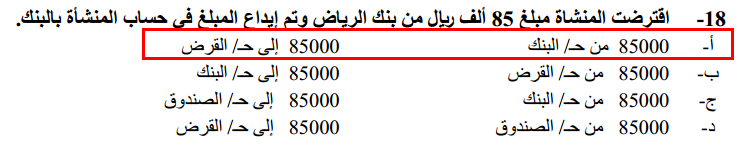 18- اقترضت المنشاة مبلغ 85 ألف ريال من بنك الرياض وتم إيداع المبلغ في حساب المنشأة بالبنك.
أ- 85000 من حـ/ البنك 85000 إلى حـ/ القرض
ب- 85000 من حـ/ القرض 85000 إلى حـ/ البنك
ج- 85000 من حـ/ البنك 85000 إلى حـ/ الصندوق
د- 85000 من حـ/ الصندوق 85000 إلى حـ/ القرض